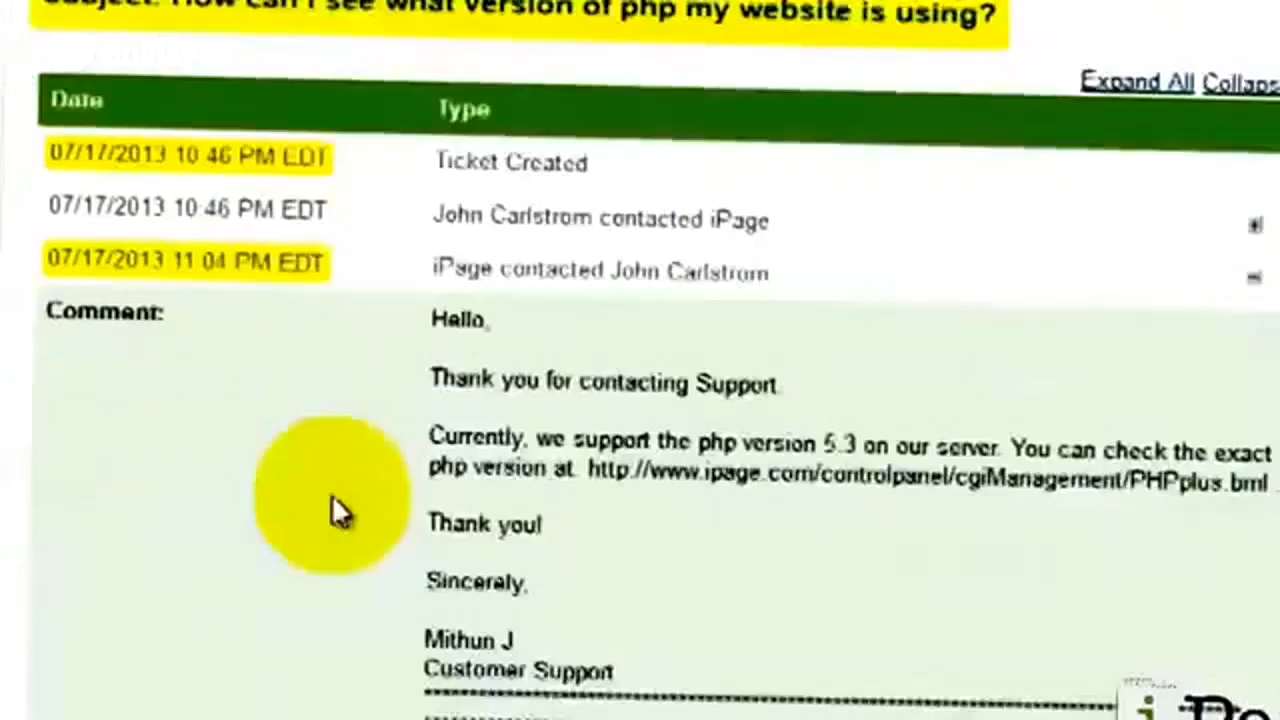 Subject: How can I see what version of php my website is using?
Expand All Collaps
Date Type
07/17/2013 10:46 PM EDT Ticket Created
07/17/2013 10:46 PM EDT John Carlstrom contacted iPage
07/17/2013 11:04 PM EDT iPage contacted John Carlstrom
Comment: Hello,
Thank you for contacting Support.
Currently, we support the php version 5.3 on our server. You can check the exact
php version at http://www.ipage.com/controlpanel/cgiManagement/PHPplus.bml .
Thank you!
Sincerely,
Mithun J
Customer Support